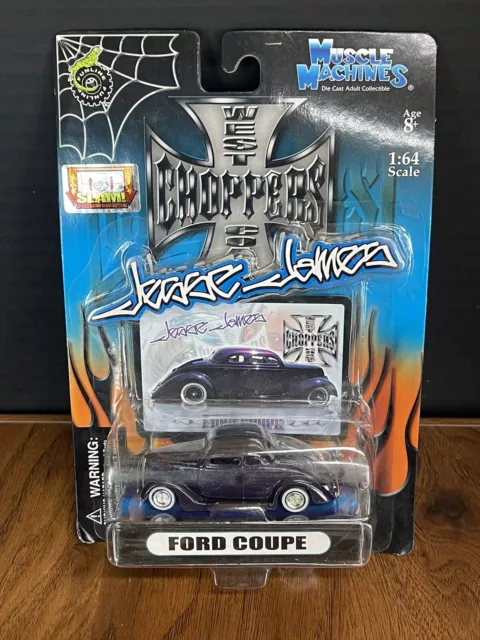 FUNLINE
MUSCLE
MACHINES®
Die Cast Adult Collectible
Age
8+
1:64
Scale
WEST
CHOPPERS
CO
SLAM!
Jesse James
Jesse James
CHOPPERS
WARNING:
FORD COUPE